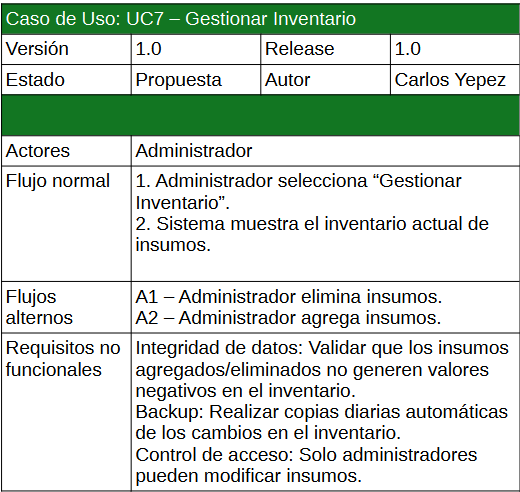 Caso de Uso: UC7 – Gestionar Inventario
Versión 1.0 Release 1.0
Estado Propuesta Autor Carlos Yepez
Actores Administrador
Flujo normal 1. Administrador selecciona “Gestionar
Inventario”.
2. Sistema muestra el inventario actual de
insumos.
Flujos alternos A1 – Administrador elimina insumos.
A2 – Administrador agrega insumos.
Requisitos no funcionales Integridad de datos: Validar que los insumos
agregados/eliminados no generen valores
negativos en el inventario.
Backup: Realizar copias diarias automáticas
de los cambios en el inventario.
Control de acceso: Solo administradores
pueden modificar insumos.